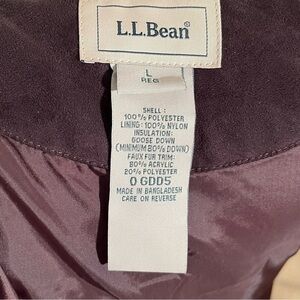 L.L.Bean®
L
REG
SHELL:
100% POLYESTER
LINING: 100% NYLON
INSULATION:
GOOSE DOWN
(MINIMUM 80% DOWN)
FAUX FUR TRIM:
80% ACRYLIC
20% POLYESTER
0 GDD5
MADE IN BANGLADESH
CARE ON REVERSE